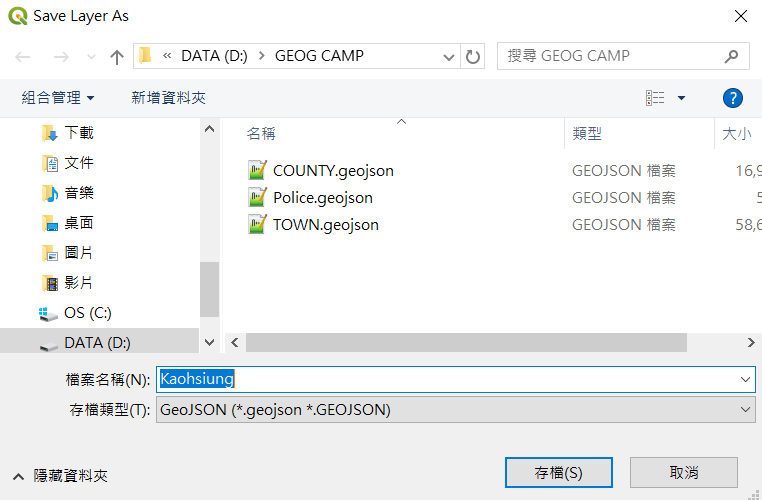 Save Layer As
« DATA (D:) > GEOG CAMP
搜尋 GEOG CAMP
組合管理
新增資料夾
?
下載
文件
音樂
桌面
圖片
影片
OS (C:)
DATA (D:)
名稱 類型 大小
COUNTY.geojson GEOJSON 檔案 16,9
Police.geojson GEOJSON 檔案 5
TOWN.geojson GEOJSON 檔案 58,6
檔案名稱(N): Kaohsiung
存檔類型(T): GeoJSON (*.geojson *.GEOJSON)
隱藏資料夾
存檔(S)
取消